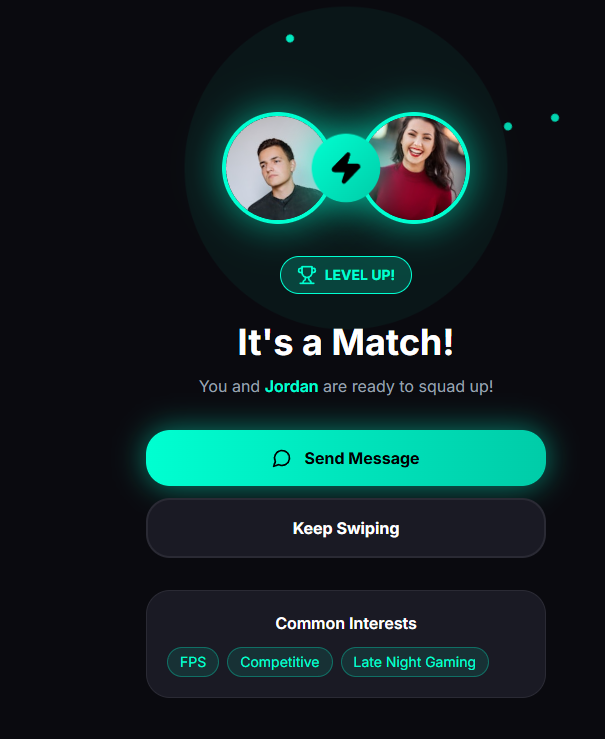 LEVEL UP!
It's a Match!
You and Jordan are ready to squad up!
Send Message
Keep Swiping
Common Interests
FPS Competitive Late Night Gaming